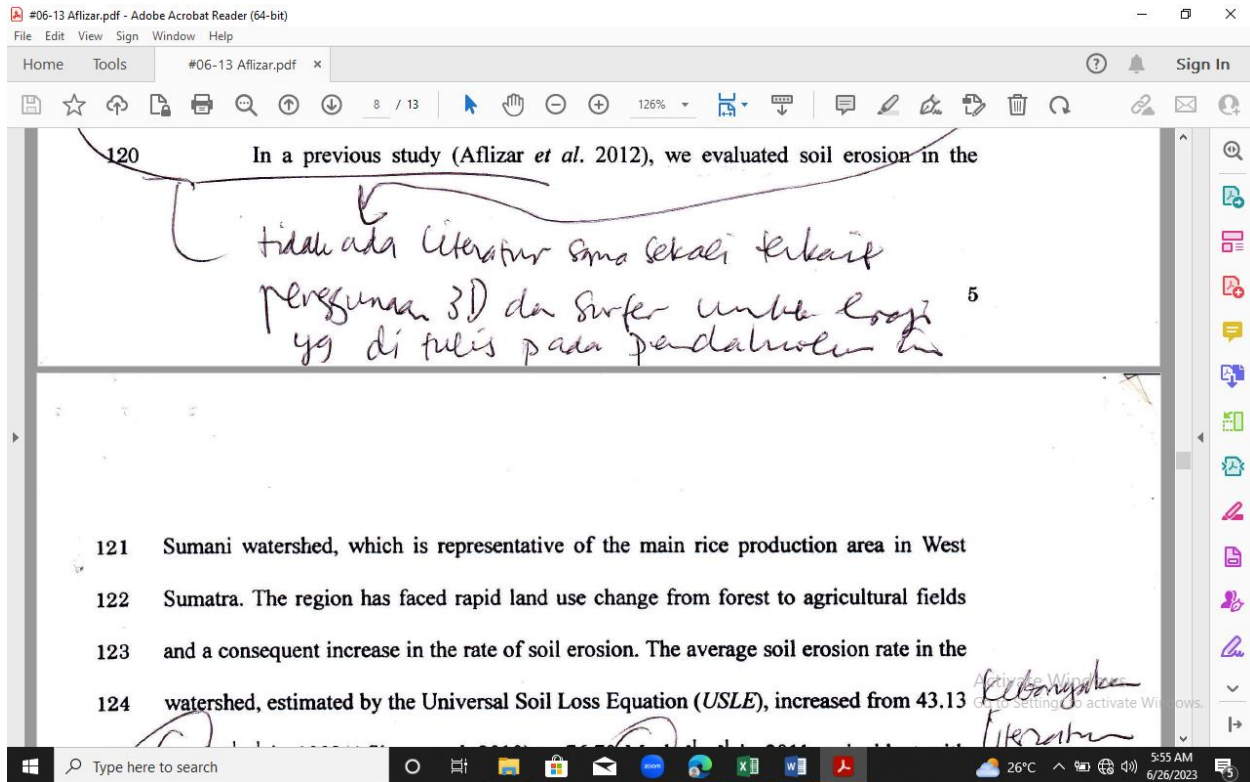 #06-13 Aflizar.pdf - Adobe Acrobat Reader (64-bit)
File Edit View Sign Window Help
Home Tools #06-13 Aflizar.pdf × Sign In
8 / 13 126%
120 In a previous study (Aflizar et al. 2012), we evaluated soil erosion in the
tidak ada literatur sama sekali terkait
penggunaan 3D dan Surfer untuk Erosi
yg di tulis pada pendahuluan ini
5
121 Sumani watershed, which is representative of the main rice production area in West
122 Sumatra. The region has faced rapid land use change from forest to agricultural fields
123 and a consequent increase in the rate of soil erosion. The average soil erosion rate in the
124 watershed, estimated by the Universal Soil Loss Equation (USLE), increased from 43.13
Kebanyakan
literatur
Activate Windows
Go to Settings to activate Windows.
Type here to search
zoom
26°C
5:55 AM
6/26/2023
5